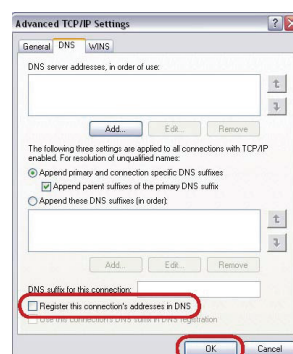 Advanced TCP/IP Settings
General DNS WINS
DNS server addresses, in order of use:
Add... Edit... Remove
The following three settings are applied to all connections with TCP/IP
enabled. For resolution of unqualified names:
Append primary and connection specific DNS suffixes
Append parent suffixes of the primary DNS suffix
Append these DNS suffixes (in order):
Add... Edit... Remove
DNS suffix for this connection:
Register this connection's addresses in DNS
Use this connection's DNS suffix in DNS registration
OK Cancel